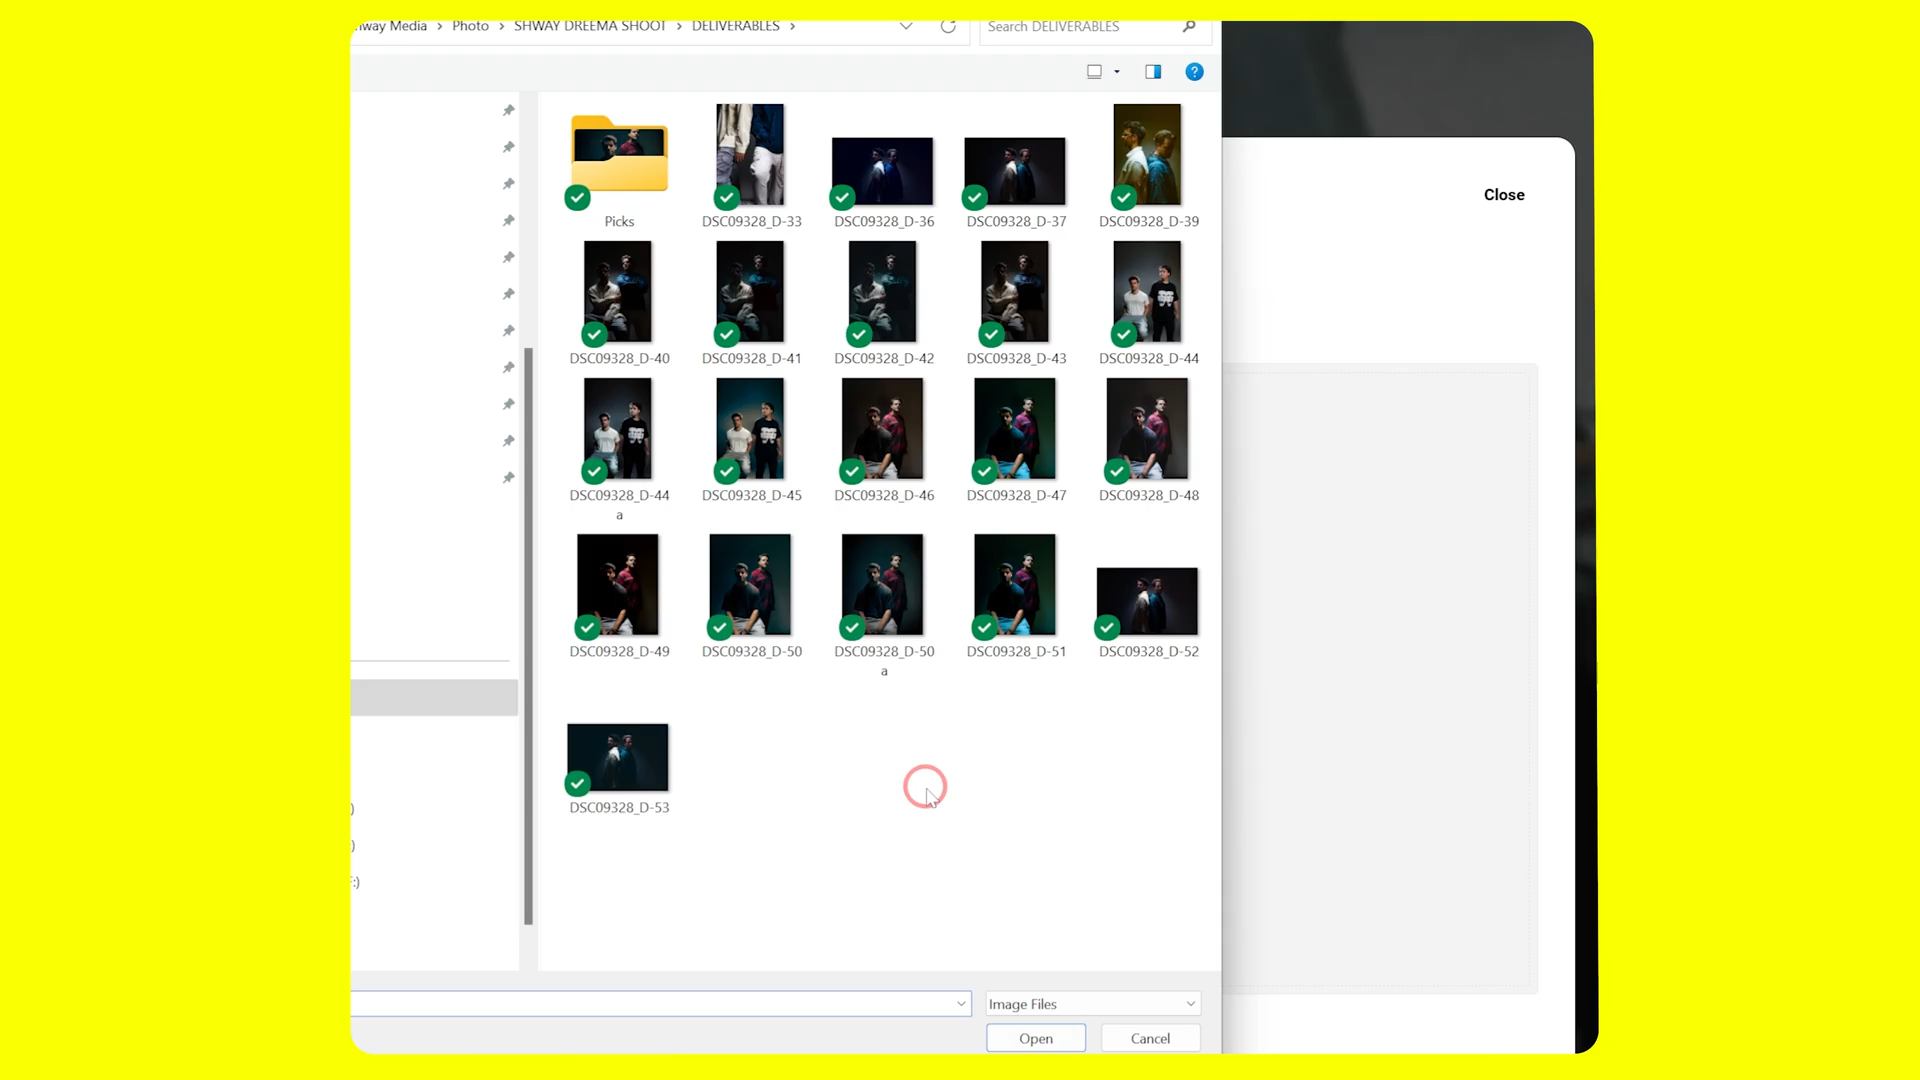 way Media > Photo > SHWAY DREEMA SHOOT > DELIVERABLES >
Search DELIVERABLES
?
Close
Picks
DSC09328_D-33
DSC09328_D-36
DSC09328_D-37
DSC09328_D-39
DSC09328_D-40
DSC09328_D-41
DSC09328_D-42
DSC09328_D-43
DSC09328_D-44
DSC09328_D-44
a
DSC09328_D-45
DSC09328_D-46
DSC09328_D-47
DSC09328_D-48
DSC09328_D-49
DSC09328_D-50
DSC09328_D-50
a
DSC09328_D-51
DSC09328_D-52
DSC09328_D-53
)
)
:)
Image Files
Open
Cancel